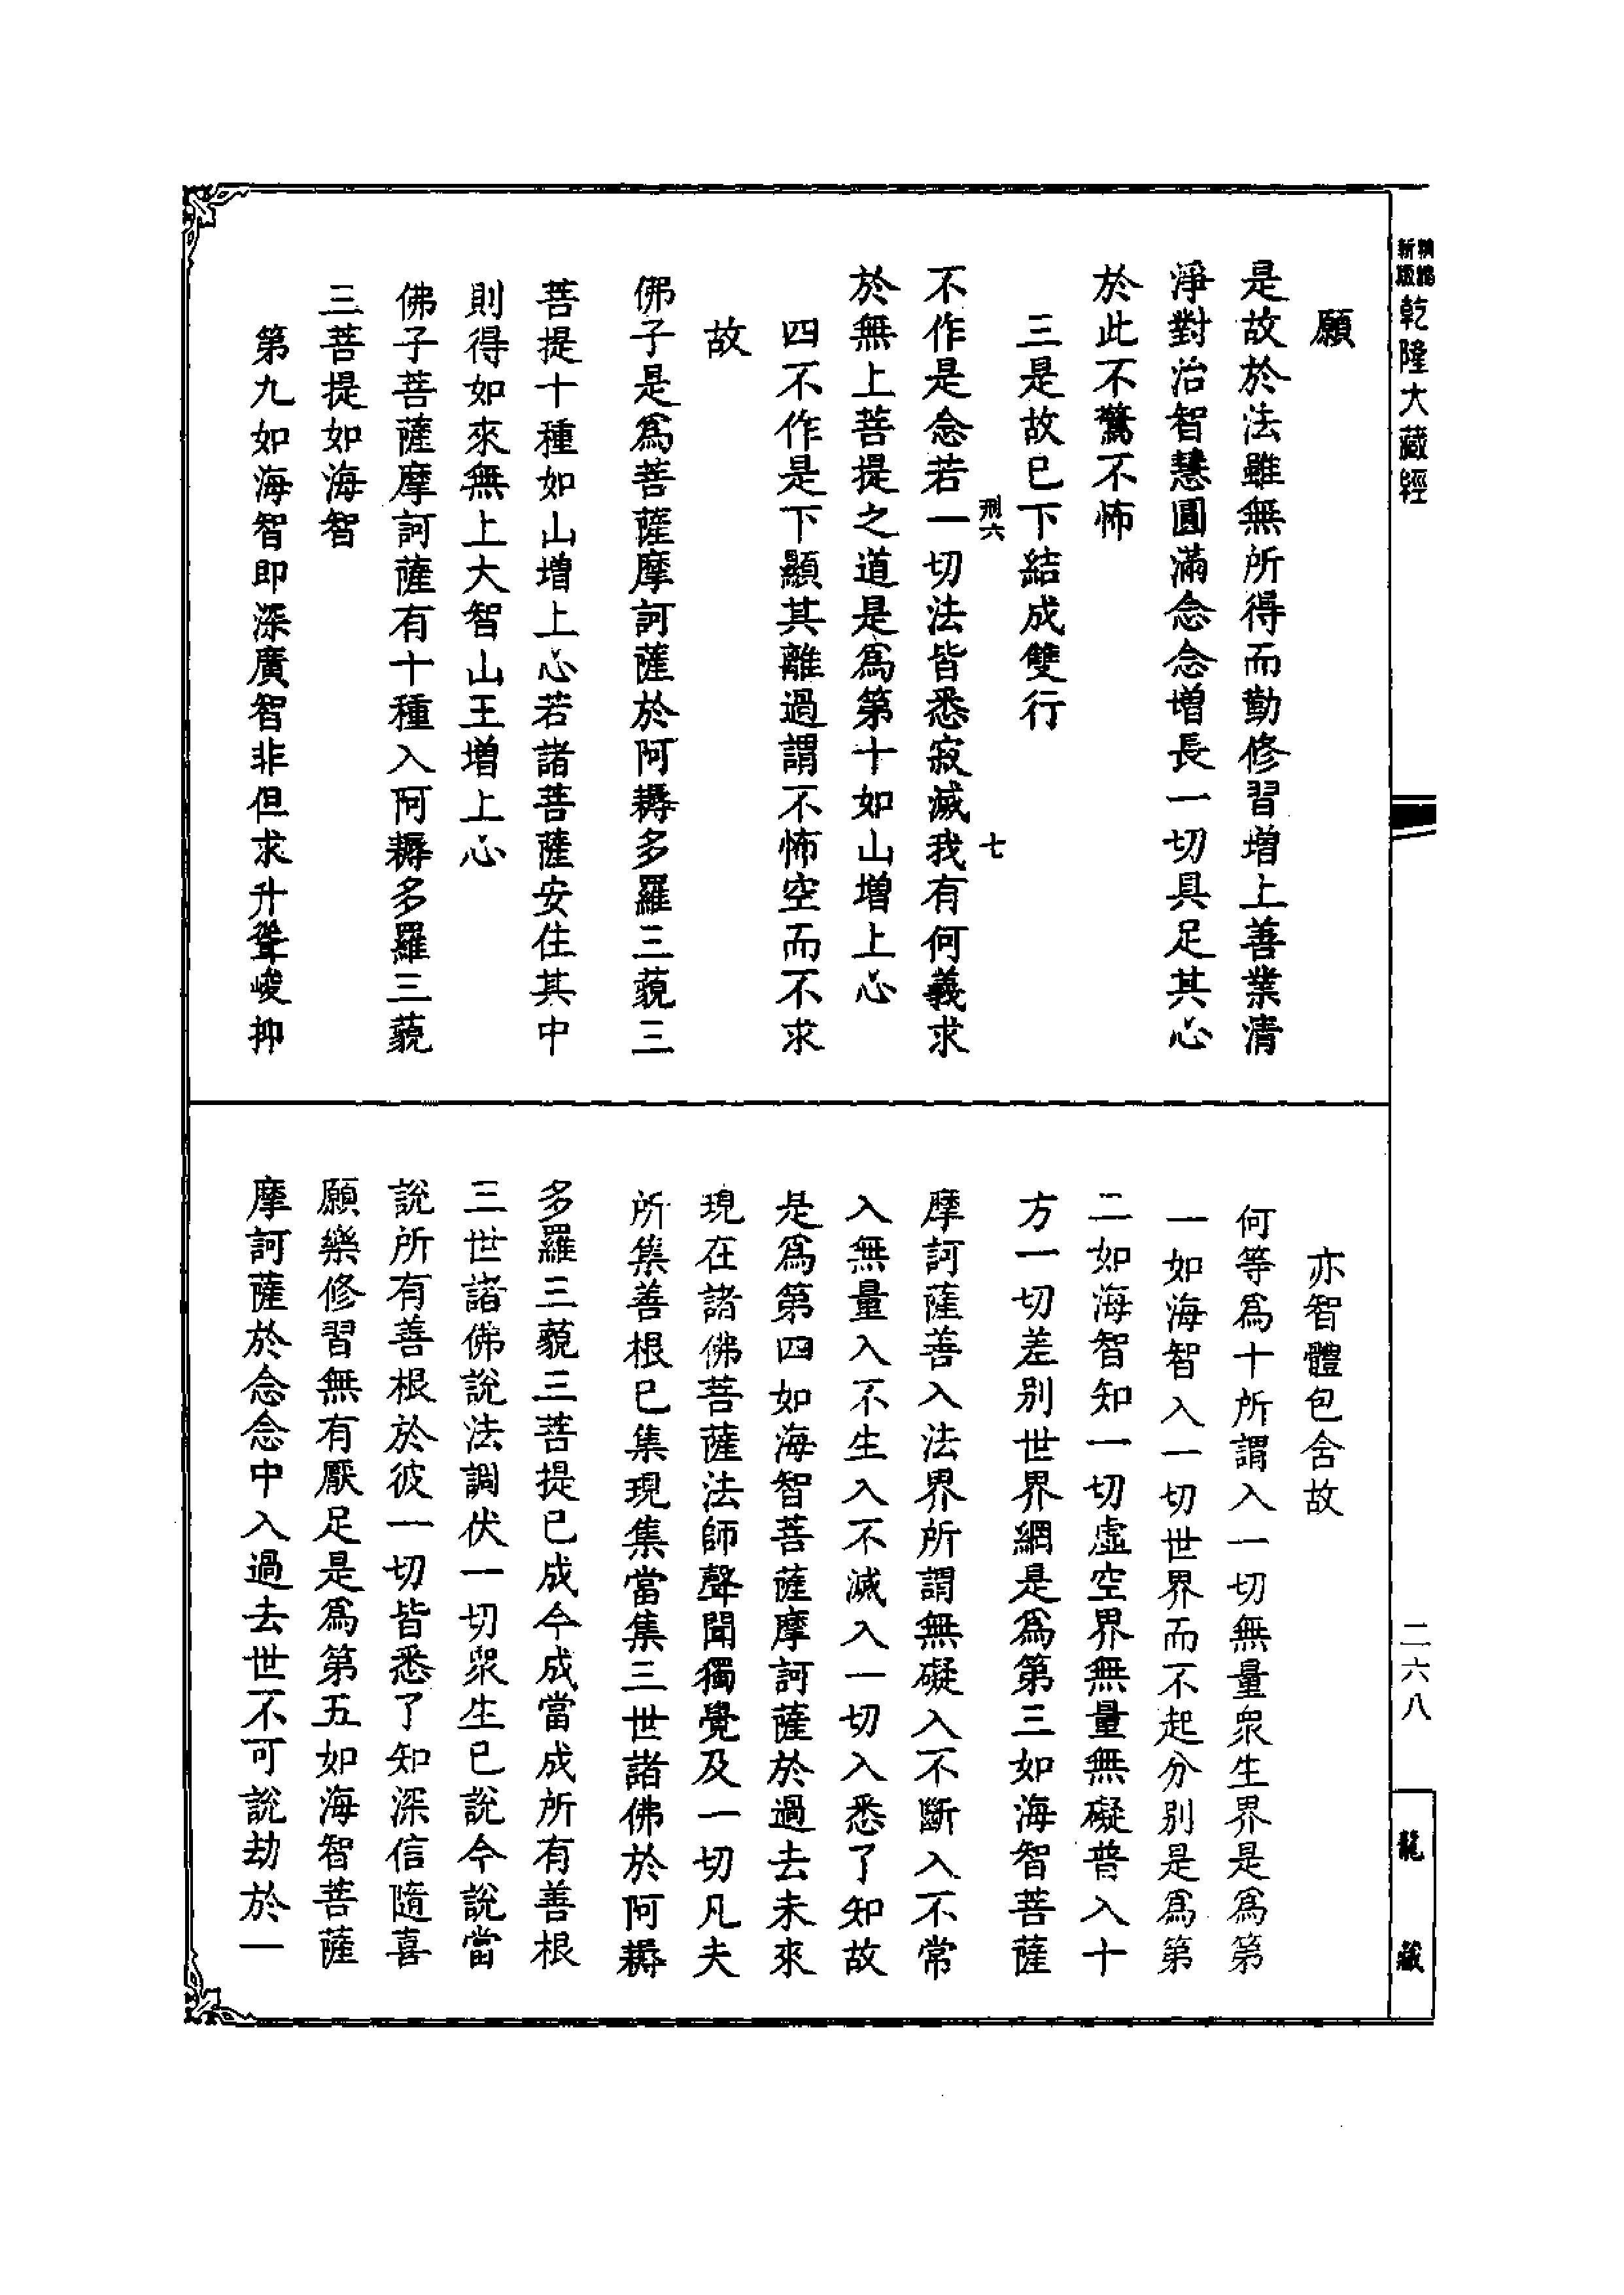 新版
精縮
乾隆大藏經
二六八
龍藏
願
是故於法雖無所得而勤修習增上善業清
淨對治智慧圓滿念念增長一切具足其心
於此不驚不怖
三是故已下結成雙行
刑六
七
不作是念若一切法皆悉寂滅我有何義求
於無上菩提之道是爲第十如山增上心
四不作是下顯其離過謂不怖空而不求
故
佛子是爲菩薩摩訶薩於阿耨多羅三藐三
菩提十種如山增上心若諸菩薩安住其中
則得如來無上大智山王增上心
佛子菩薩摩訶薩有十種入阿耨多羅三藐
三菩提如海智
第九如海智即深廣智非但求升聳峻抑
亦智體包含故
何等爲十所謂入一切無量衆生界是爲第
一如海智入一切世界而不起分別是爲第
二如海智知一切虛空界無量無礙普入十
方一切差別世界網是爲第三如海智菩薩
摩訶薩善入法界所謂無礙入不斷入不常
入無量入不生入不滅入一切入悉了知故
是爲第四如海智菩薩摩訶薩於過去未來
現在諸佛菩薩法師聲聞獨覺及一切凡夫
所集善根已集現集當集三世諸佛於阿耨
多羅三藐三菩提已成今成當成所有善根
三世諸佛說法調伏一切衆生已說今說當
說所有善根於彼一切皆悉了知深信隨喜
願樂修習無有厭足是爲第五如海智菩薩
摩訶薩於念念中入過去世不可說劫於一